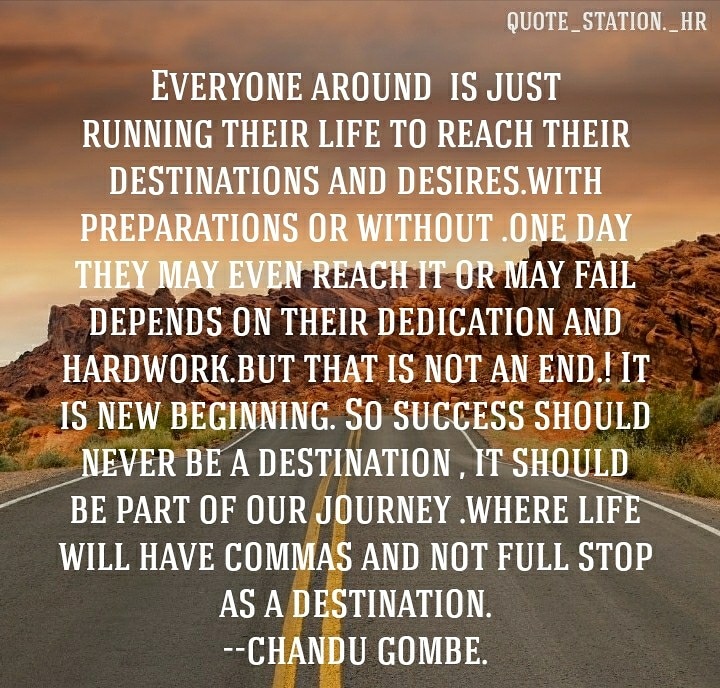 QUOTE_STATION._HR
EVERYONE AROUND IS JUST
RUNNING THEIR LIFE TO REACH THEIR
DESTINATIONS AND DESIRES.WITH
PREPARATIONS OR WITHOUT .ONE DAY
THEY MAY EVEN REACH IT OR MAY FAIL
DEPENDS ON THEIR DEDICATION AND
HARDWORK.BUT THAT IS NOT AN END.! IT
IS NEW BEGINNING. SO SUCCESS SHOULD
NEVER BE A DESTINATION , IT SHOULD
BE PART OF OUR JOURNEY .WHERE LIFE
WILL HAVE COMMAS AND NOT FULL STOP
AS A DESTINATION.
--CHANDU GOMBE.